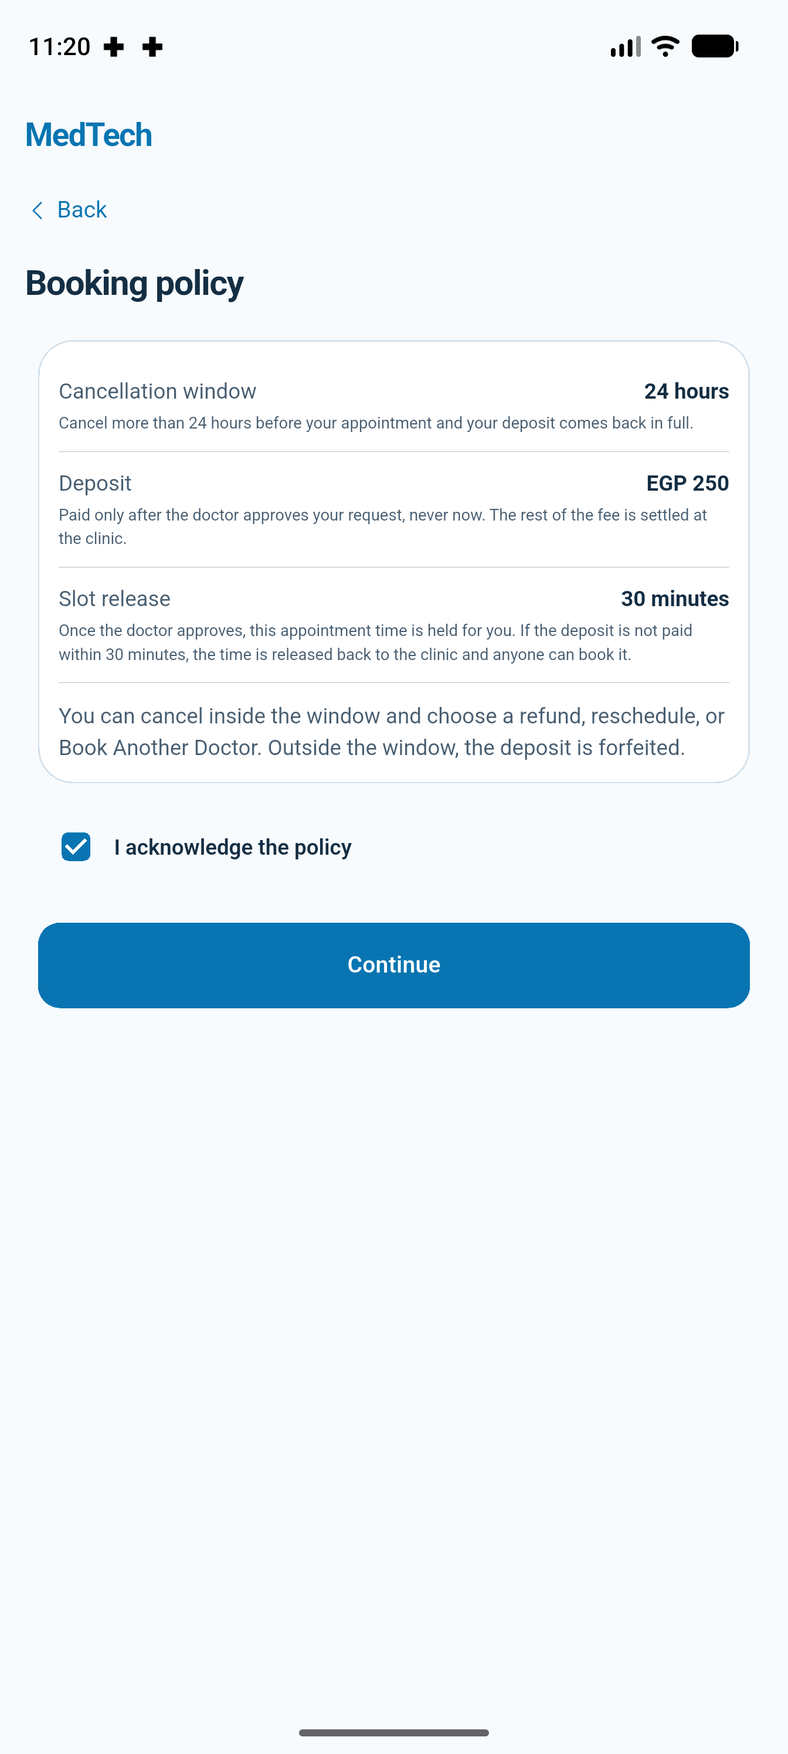 11:20
MedTech
Back
Booking policy
Cancellation window 24 hours
Cancel more than 24 hours before your appointment and your deposit comes back in full.
Deposit EGP 250
Paid only after the doctor approves your request, never now. The rest of the fee is settled at
the clinic.
Slot release 30 minutes
Once the doctor approves, this appointment time is held for you. If the deposit is not paid
within 30 minutes, the time is released back to the clinic and anyone can book it.
You can cancel inside the window and choose a refund, reschedule, or
Book Another Doctor. Outside the window, the deposit is forfeited.
I acknowledge the policy
Continue